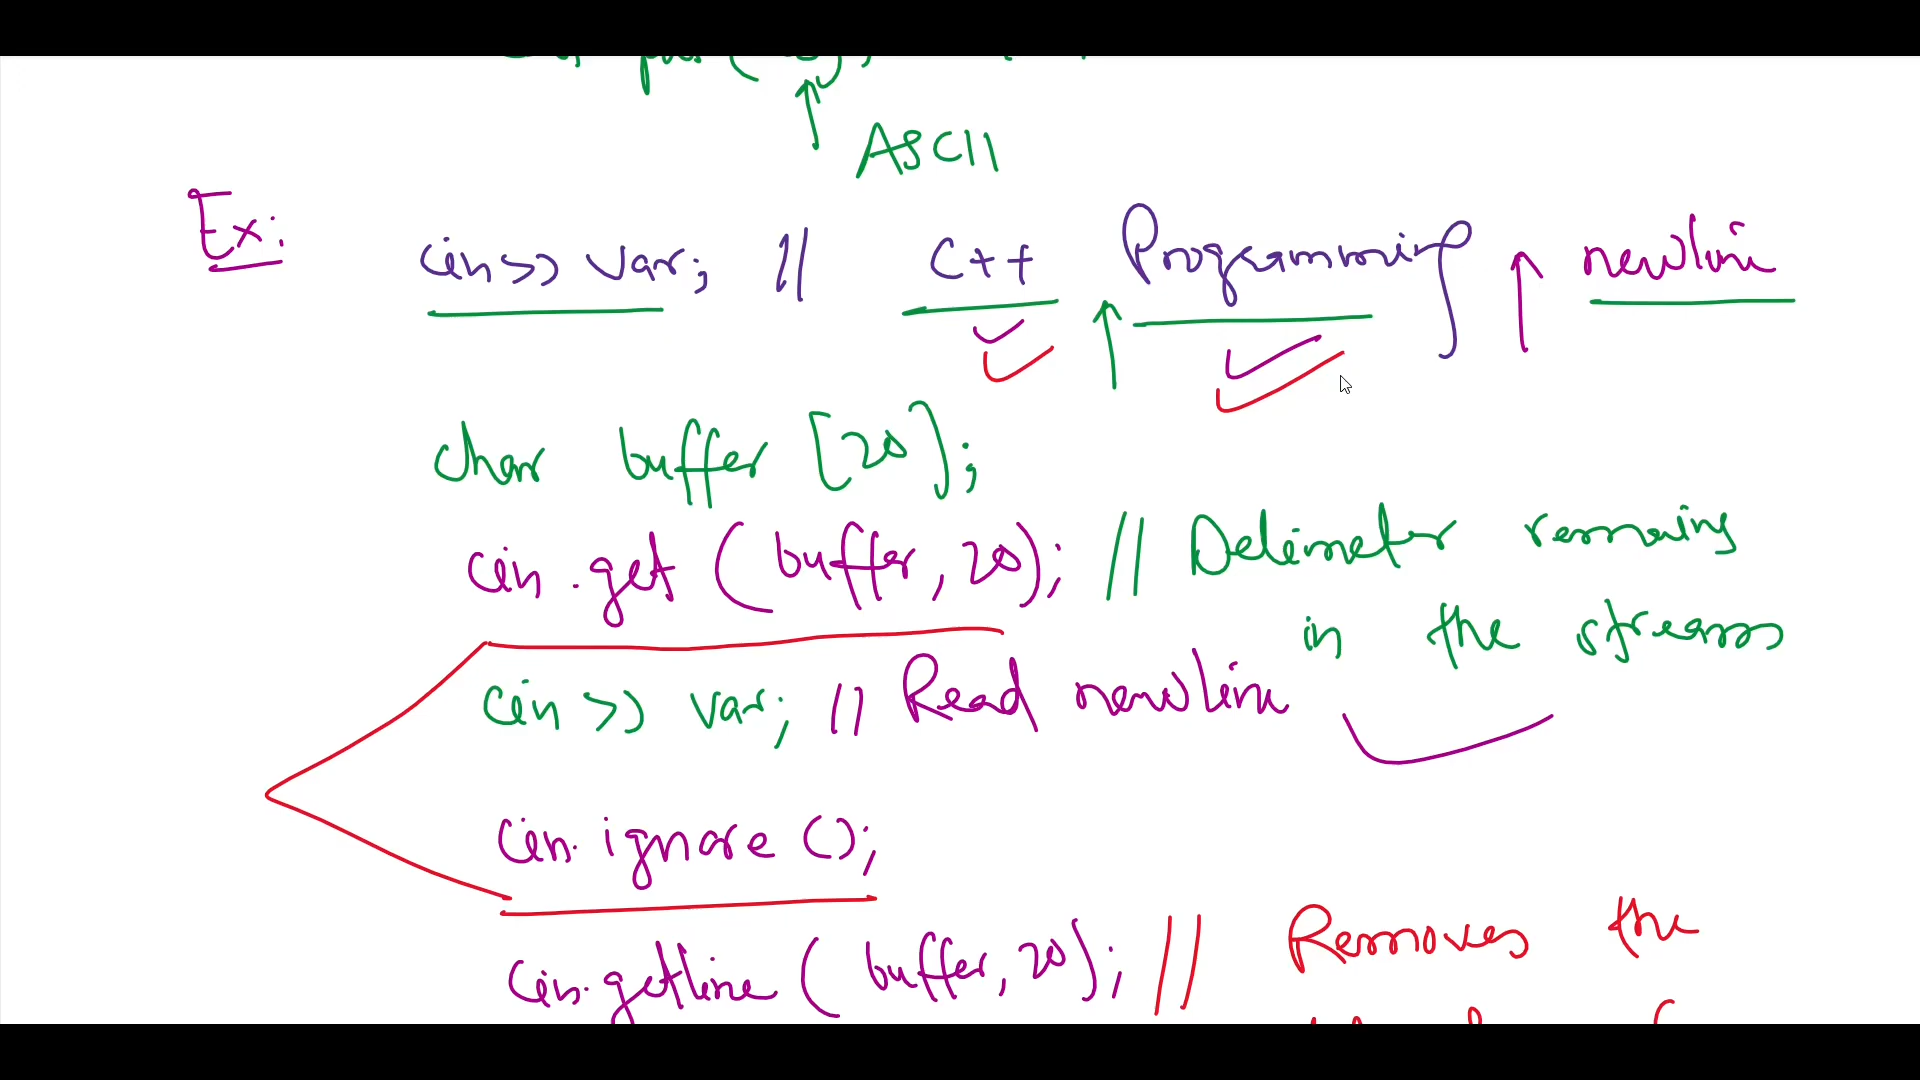 ASCII
Ex: cin>> var; // C++ Programming newline
char buffer [20];
cin.get (buffer, 20); // Delimeter remains
in the stream
cin >> var; // Read newline
cin.ignore ();
cin.getline (buffer, 20); // Removes the